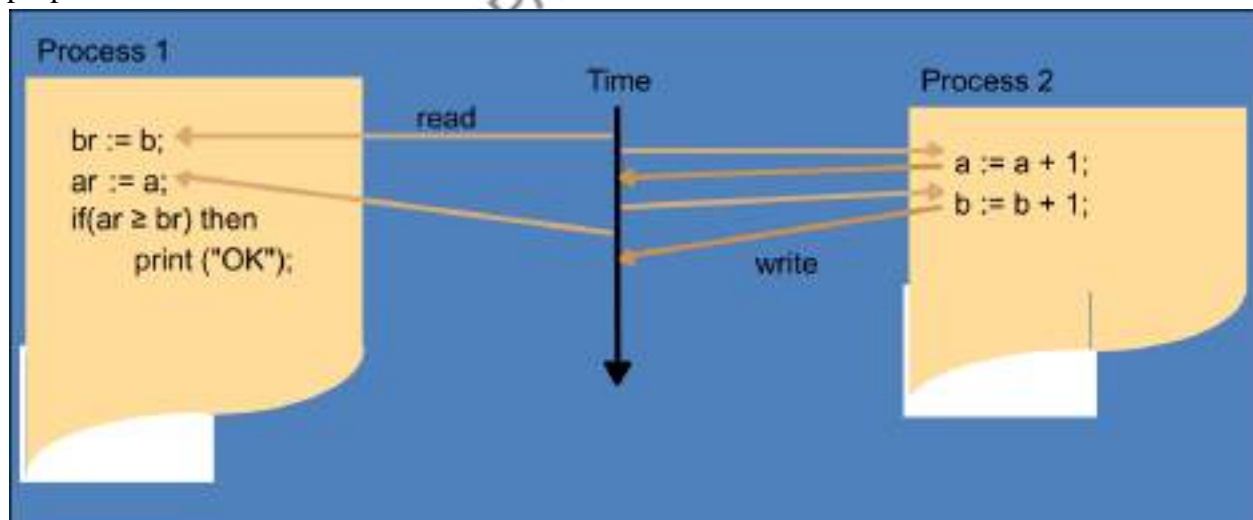 Process 1
Time
Process 2
read
br := b;
ar := a;
if(ar ≥ br) then
print ("OK");
a := a + 1;
b := b + 1;
write